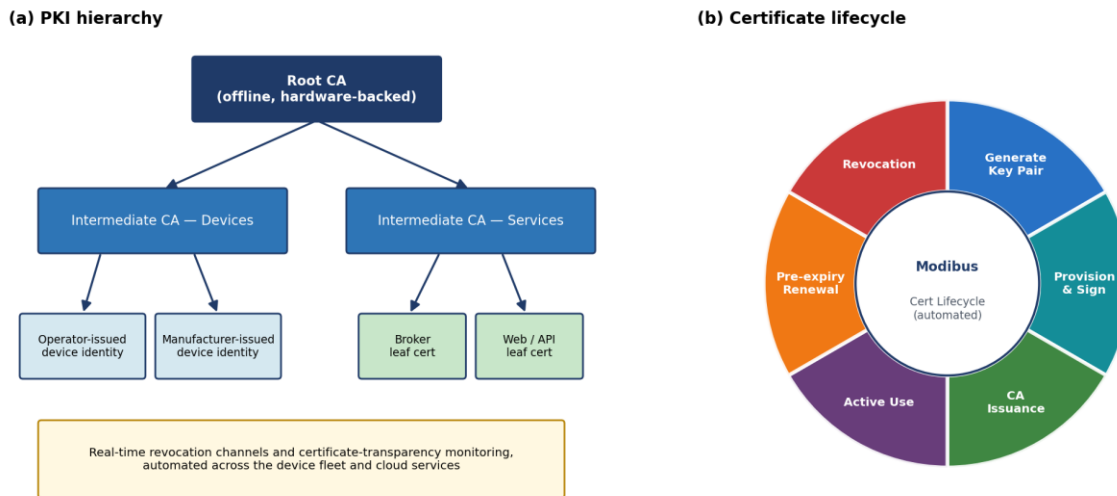 (a) PKI hierarchy
Root CA
(offline, hardware-backed)
Intermediate CA — Devices
Intermediate CA — Services
Operator-issued
device identity
Manufacturer-issued
device identity
Broker
leaf cert
Web / API
leaf cert
Real-time revocation channels and certificate-transparency monitoring,
automated across the device fleet and cloud services
(b) Certificate lifecycle
Generate
Key Pair
Provision
& Sign
CA
Issuance
Active Use
Pre-expiry
Renewal
Revocation
Modibus
Cert Lifecycle
(automated)